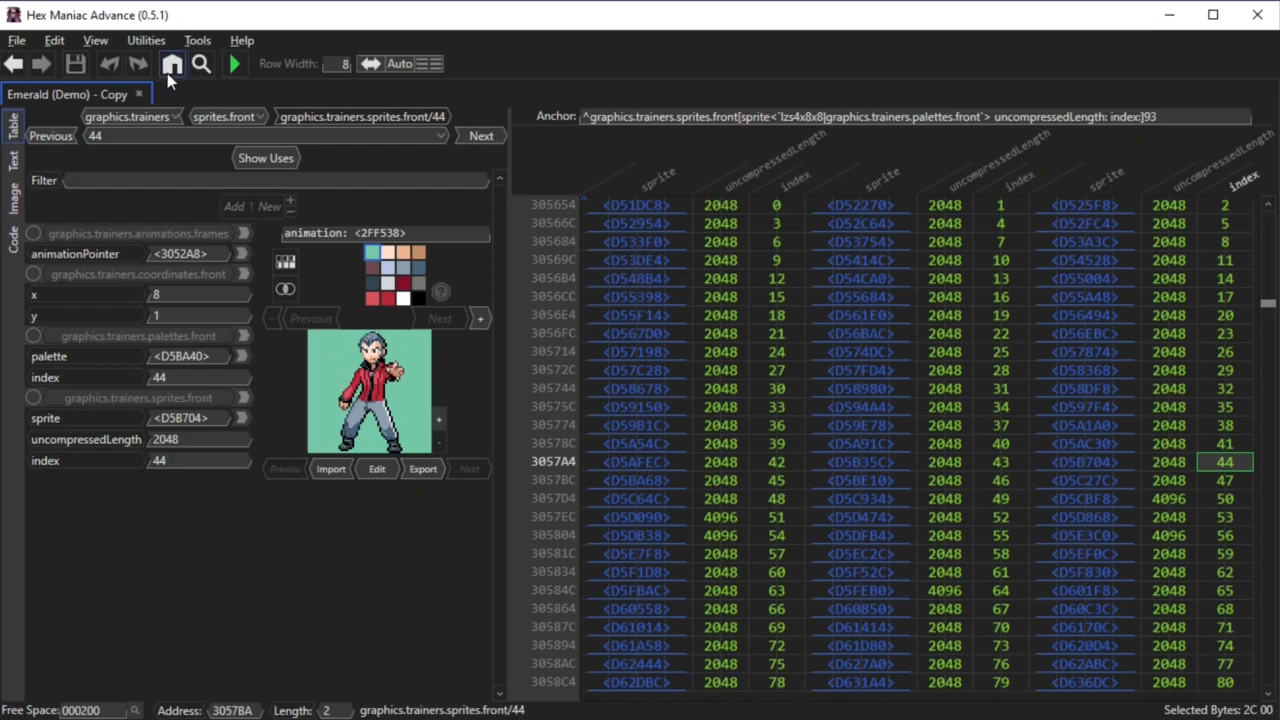 Hex Maniac Advance (0.5.1)
File Edit View Utilities Tools Help
Row Width: 8 Auto
Emerald (Demo) - Copy
Table
Text
Image
Code
graphics.trainers sprites.front graphics.trainers.sprites.front/44
Previous 44 Next
Show Uses
Filter
Add 1 New
graphics.trainers.animations.frames
animationPointer <3052A8>
graphics.trainers.coordinates.front
x 8
y 1
graphics.trainers.palettes.front
palette <D5BA40>
index 44
graphics.trainers.sprites.front
sprite <D5B704>
uncompressedLength 2048
index 44
animation: <2FF538>
- Previous Next +
+
-
Previous Import Edit Export Next
Anchor: ^graphics.trainers.sprites.front[sprite<`lzs4x8x8|graphics.trainers.palettes.front`> uncompressedLength: index:]93
sprite uncompressedLength index sprite uncompressedLength index sprite uncompressedLength index
305654 <D51DC8> 2048 0 <D52270> 2048 1 <D525F8> 2048 2
30566C <D52954> 2048 3 <D52C64> 2048 4 <D52FC4> 2048 5
305684 <D533F0> 2048 6 <D53754> 2048 7 <D53A3C> 2048 8
30569C <D53DE4> 2048 9 <D5414C> 2048 10 <D54528> 2048 11
3056B4 <D548B4> 2048 12 <D54CA0> 2048 13 <D55004> 2048 14
3056CC <D55398> 2048 15 <D55684> 2048 16 <D55A48> 2048 17
3056E4 <D55F14> 2048 18 <D561E0> 2048 19 <D56494> 2048 20
3056FC <D567D0> 2048 21 <D56BAC> 2048 22 <D56EBC> 2048 23
305714 <D57198> 2048 24 <D574DC> 2048 25 <D57874> 2048 26
30572C <D57C28> 2048 27 <D57FD4> 2048 28 <D58368> 2048 29
305744 <D58678> 2048 30 <D58980> 2048 31 <D58DF8> 2048 32
30575C <D59150> 2048 33 <D594A4> 2048 34 <D597F4> 2048 35
305774 <D59B1C> 2048 36 <D59E78> 2048 37 <D5A1A0> 2048 38
30578C <D5A54C> 2048 39 <D5A91C> 2048 40 <D5AC30> 2048 41
3057A4 <D5AFEC> 2048 42 <D5B35C> 2048 43 <D5B704> 2048 44
3057BC <D5BA68> 2048 45 <D5BE10> 2048 46 <D5C27C> 2048 47
3057D4 <D5C64C> 2048 48 <D5C934> 2048 49 <D5CBF8> 4096 50
3057EC <D5D090> 4096 51 <D5D474> 2048 52 <D5D868> 2048 53
305804 <D5DB38> 4096 54 <D5DFB4> 2048 55 <D5E3C0> 4096 56
30581C <D5E7F8> 2048 57 <D5EC2C> 2048 58 <D5EF0C> 2048 59
305834 <D5F1D8> 2048 60 <D5F52C> 2048 61 <D5F830> 2048 62
30584C <D5FBAC> 2048 63 <D5FEB0> 4096 64 <D601F8> 2048 65
305864 <D60558> 2048 66 <D60850> 2048 67 <D60C3C> 2048 68
30587C <D61014> 2048 69 <D61414> 2048 70 <D6170C> 2048 71
305894 <D61A58> 2048 72 <D61D80> 2048 73 <D620D4> 2048 74
3058AC <D62444> 2048 75 <D627A0> 2048 76 <D62ABC> 2048 77
3058C4 <D62DBC> 2048 78 <D631A4> 2048 79 <D636DC> 2048 80
Free Space: 000200 Address: 3057BA Length: 2 graphics.trainers.sprites.front/44 Selected Bytes: 2C 00